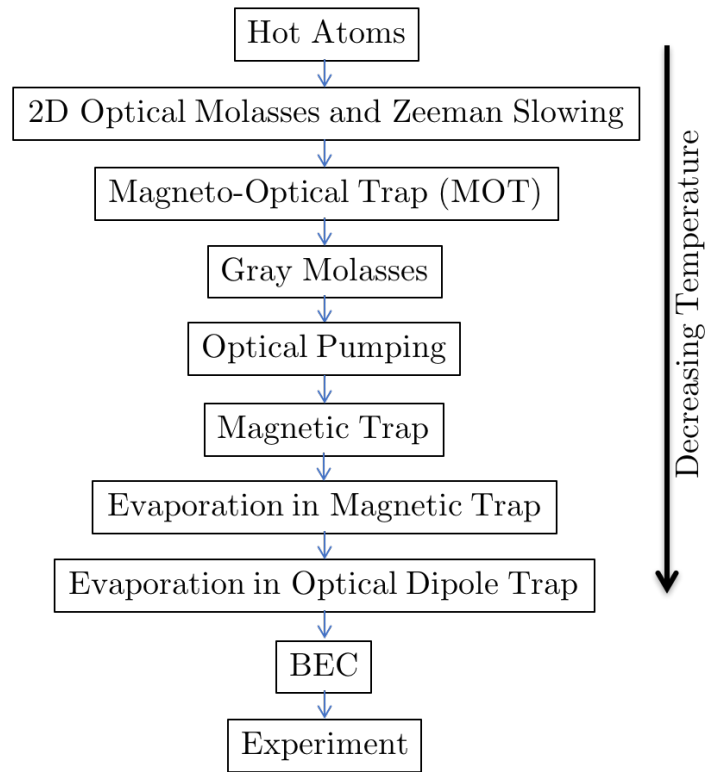 Hot Atoms
2D Optical Molasses and Zeeman Slowing
Magneto-Optical Trap (MOT)
Gray Molasses
Optical Pumping
Magnetic Trap
Evaporation in Magnetic Trap
Evaporation in Optical Dipole Trap
BEC
Experiment
Decreasing Temperature